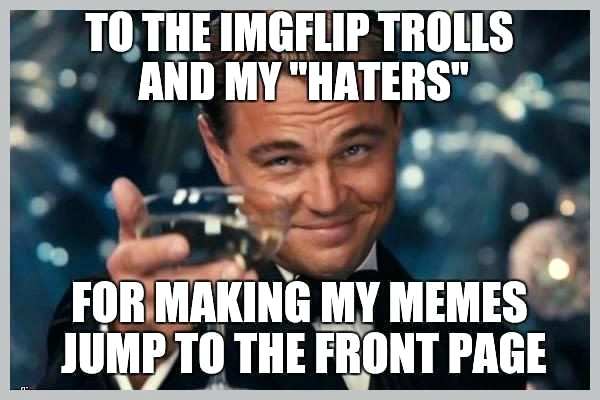 TO THE IMGFLIP TROLLS
AND MY "HATERS"
FOR MAKING MY MEMES
JUMP TO THE FRONT PAGE